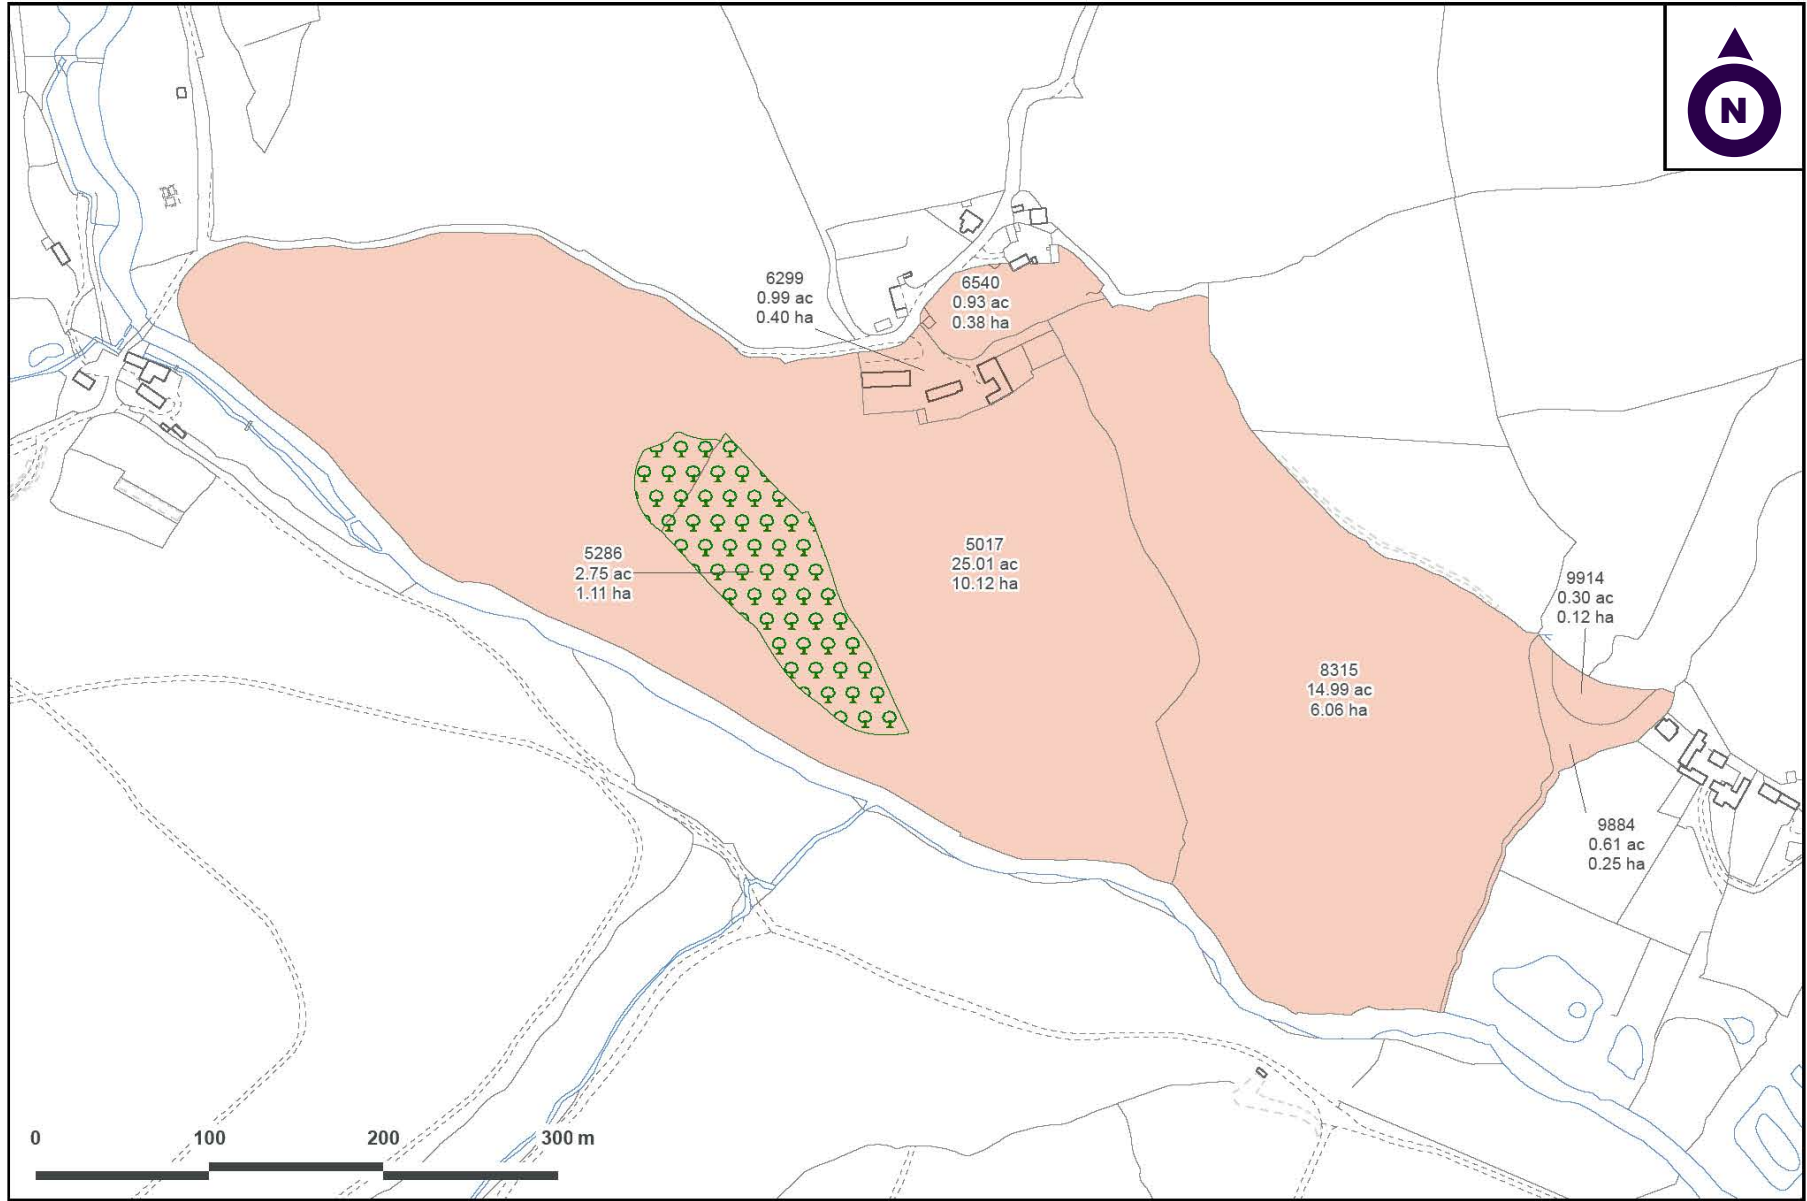 N
6299
0.99 ac
0.40 ha
6540
0.93 ac
0.38 ha
5286
2.75 ac
1.11 ha
5017
25.01 ac
10.12 ha
9914
0.30 ac
0.12 ha
8315
14.99 ac
6.06 ha
9884
0.61 ac
0.25 ha
0 100 200 300 m